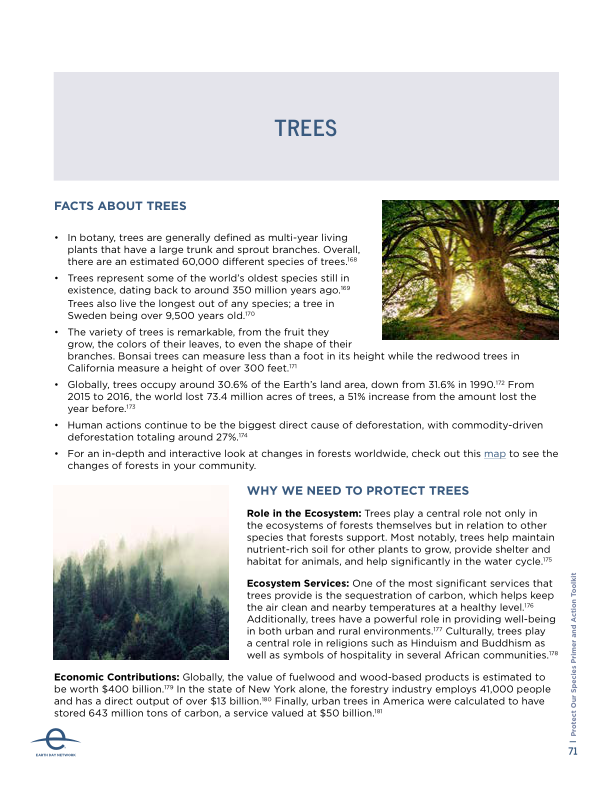 TREES
FACTS ABOUT TREES
• In botany, trees are generally defined as multi-year living
plants that have a large trunk and sprout branches. Overall,
there are an estimated 60,000 different species of trees.168
• Trees represent some of the world's oldest species still in
existence, dating back to around 350 million years ago.169
Trees also live the longest out of any species; a tree in
Sweden being over 9,500 years old.170
• The variety of trees is remarkable, from the fruit they
grow, the colors of their leaves, to even the shape of their
branches. Bonsai trees can measure less than a foot in its height while the redwood trees in
California measure a height of over 300 feet.171
• Globally, trees occupy around 30.6% of the Earth's land area, down from 31.6% in 1990.172 From
2015 to 2016, the world lost 73.4 million acres of trees, a 51% increase from the amount lost the
year before.173
• Human actions continue to be the biggest direct cause of deforestation, with commodity-driven
deforestation totaling around 27%.174
• For an in-depth and interactive look at changes in forests worldwide, check out this map to see the
changes of forests in your community.
WHY WE NEED TO PROTECT TREES
Role in the Ecosystem: Trees play a central role not only in
the ecosystems of forests themselves but in relation to other
species that forests support. Most notably, trees help maintain
nutrient-rich soil for other plants to grow, provide shelter and
habitat for animals, and help significantly in the water cycle.175
Ecosystem Services: One of the most significant services that
trees provide is the sequestration of carbon, which helps keep
the air clean and nearby temperatures at a healthy level.176
Additionally, trees have a powerful role in providing well-being
in both urban and rural environments.177 Culturally, trees play
a central role in religions such as Hinduism and Buddhism as
well as symbols of hospitality in several African communities.178
Economic Contributions: Globally, the value of fuelwood and wood-based products is estimated to
be worth $400 billion.179 In the state of New York alone, the forestry industry employs 41,000 people
and has a direct output of over $13 billion.180 Finally, urban trees in America were calculated to have
stored 643 million tons of carbon, a service valued at $50 billion.181
EARTH DAY NETWORK
| Protect Our Species Primer and Action Toolkit
71